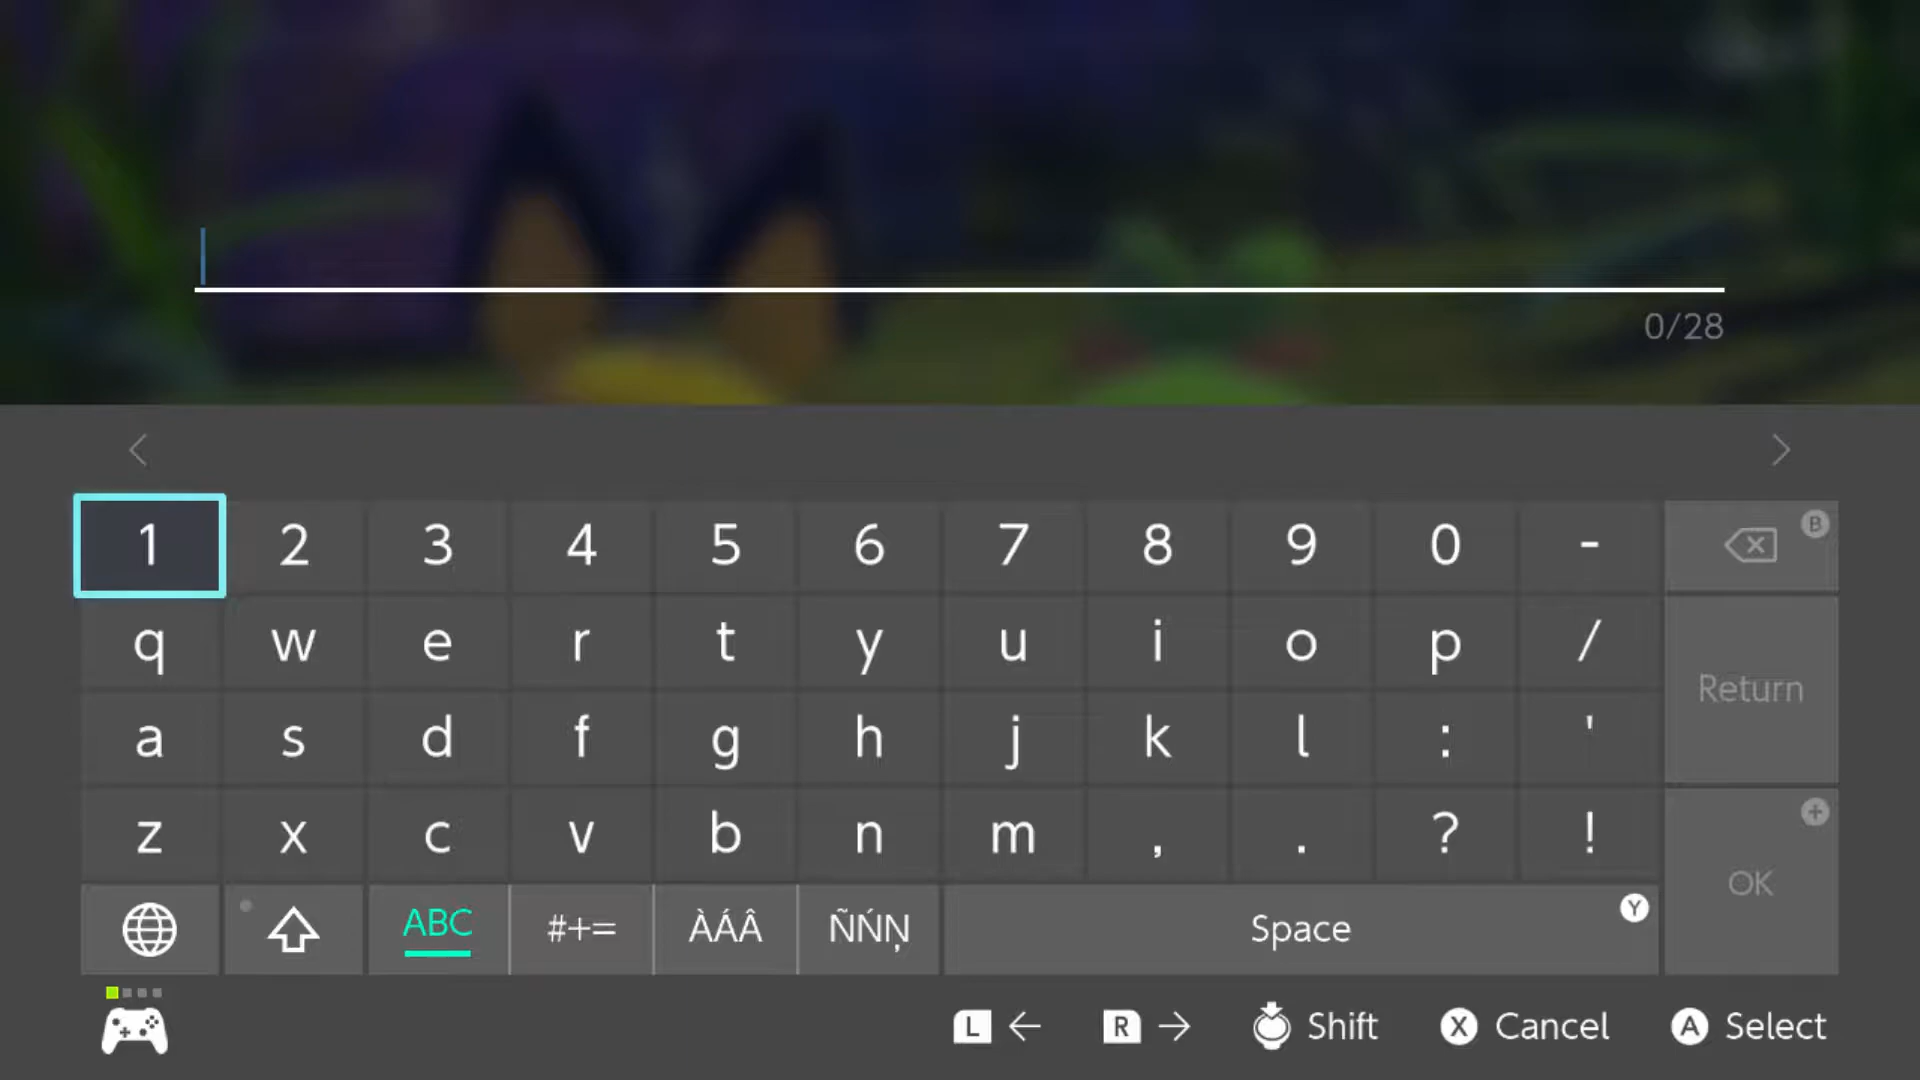 0/28
1 2 3 4 5 6 7 8 9 0 - B
q w e r t y u i o p / Return
a s d f g h j k l : '
z x c v b n m , . ? ! OK
ABC #+= ÀÁÂ ÑŃŅ Space Y
L ← R → Shift X Cancel A Select